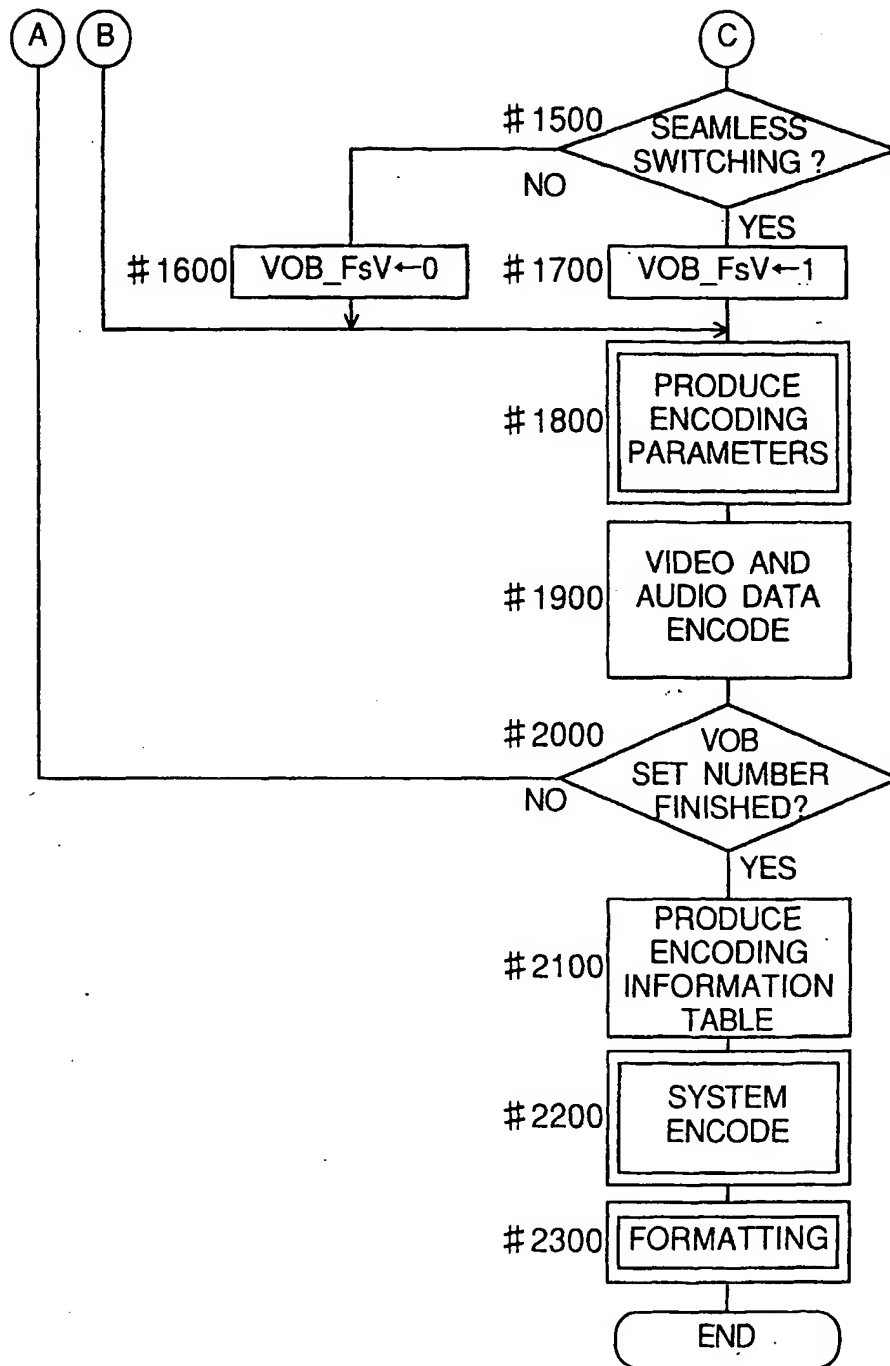 A B C
#1500 SEAMLESS
SWITCHING ?
NO
YES
#1600 VOB_FsV←0
#1700 VOB_FsV←1
#1800
PRODUCE
ENCODING
PARAMETERS
#1900
VIDEO AND
AUDIO DATA
ENCODE
#2000
VOB
SET NUMBER
FINISHED?
NO
YES
#2100
PRODUCE
ENCODING
INFORMATION
TABLE
#2200
SYSTEM
ENCODE
#2300 FORMATTING
END